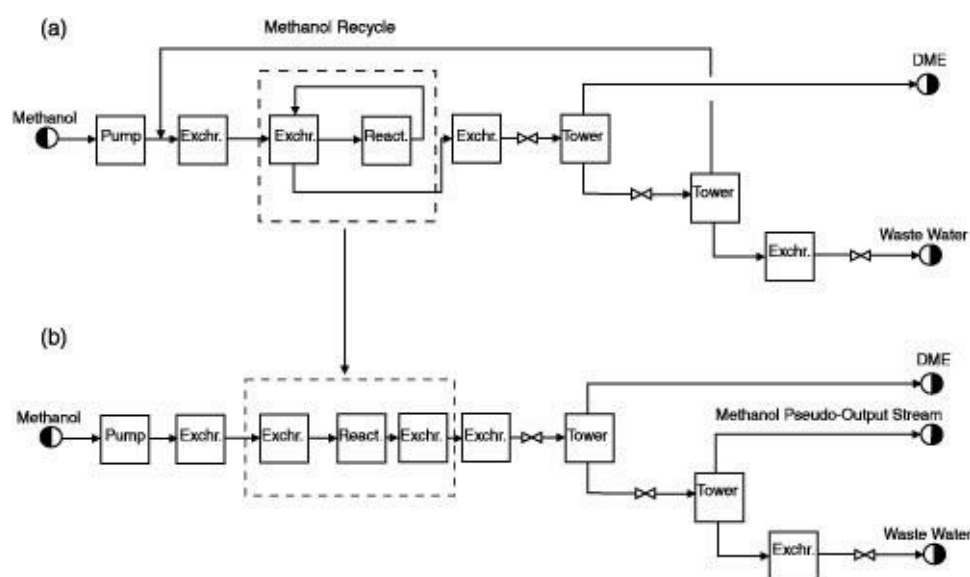 (a)
Methanol Recycle
DME
Methanol
Pump
Exchr.
Exchr.
React.
Exchr.
Tower
Tower
Waste Water
Exchr.
(b)
DME
Methanol
Methanol Pseudo-Output Stream
Pump
Exchr.
Exchr.
React.
Exchr.
Exchr.
Tower
Tower
Waste Water
Exchr.